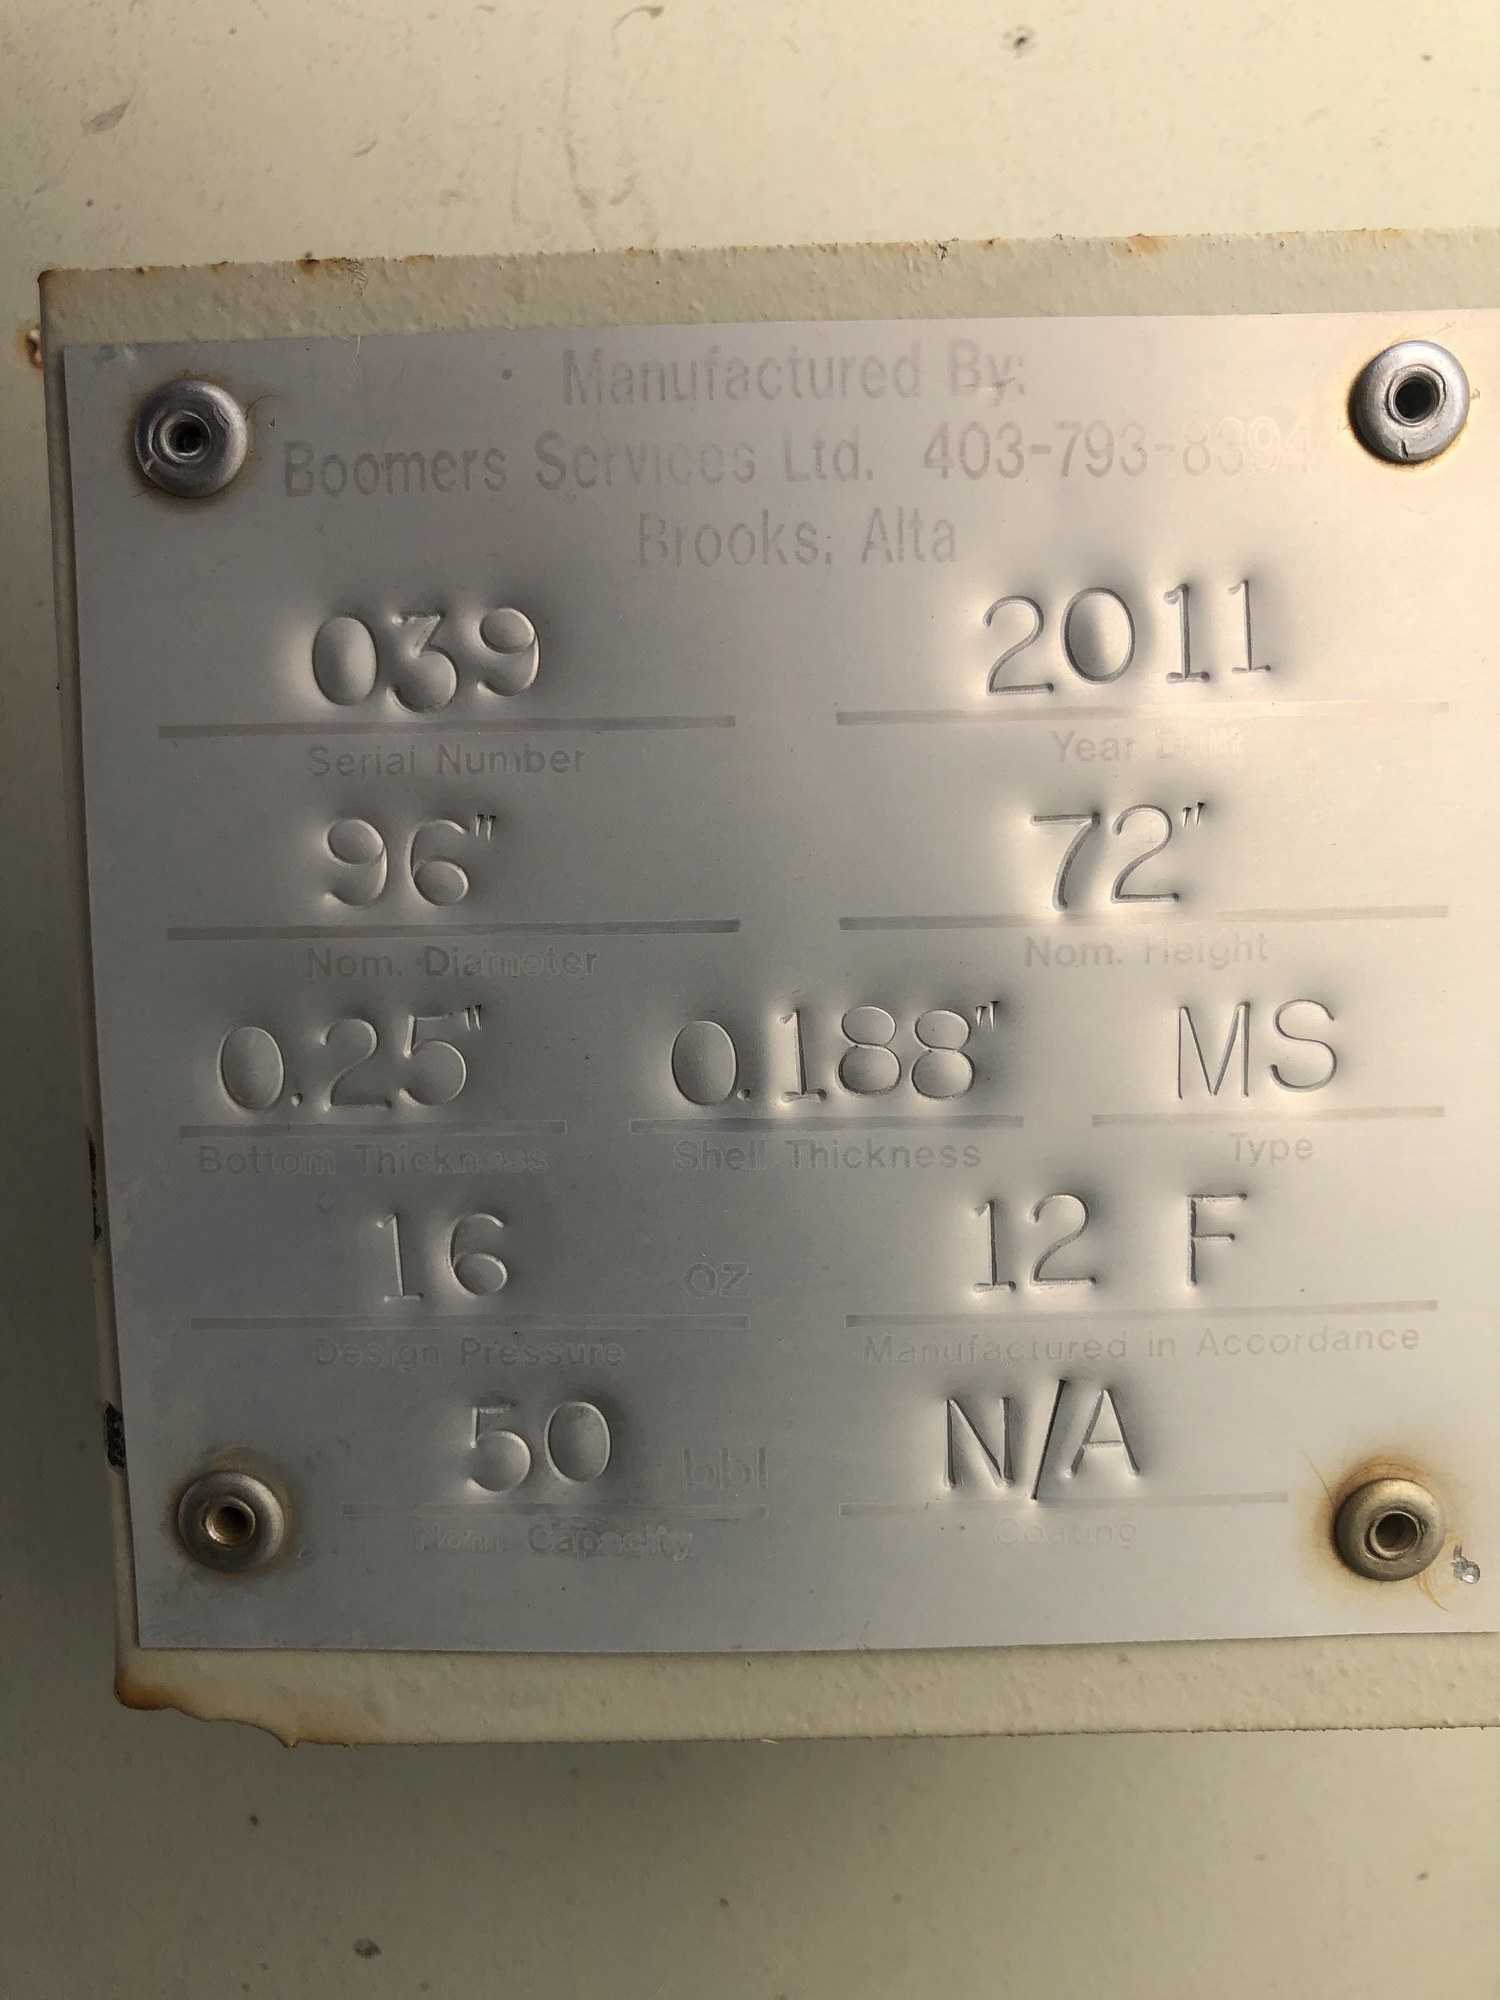 Manufactured By:
Boomers Services Ltd. 403-793-8394
Brooks, Alta
039 2011
Serial Number Year Built
96" 72"
Nom. Diameter Nom. Height
0.25" 0.188" MS
Bottom Thickness Shell Thickness Type
16 oz 12 F
Design Pressure Manufactured in Accordance
50 bbl N/A
Nom. Capacity Coating